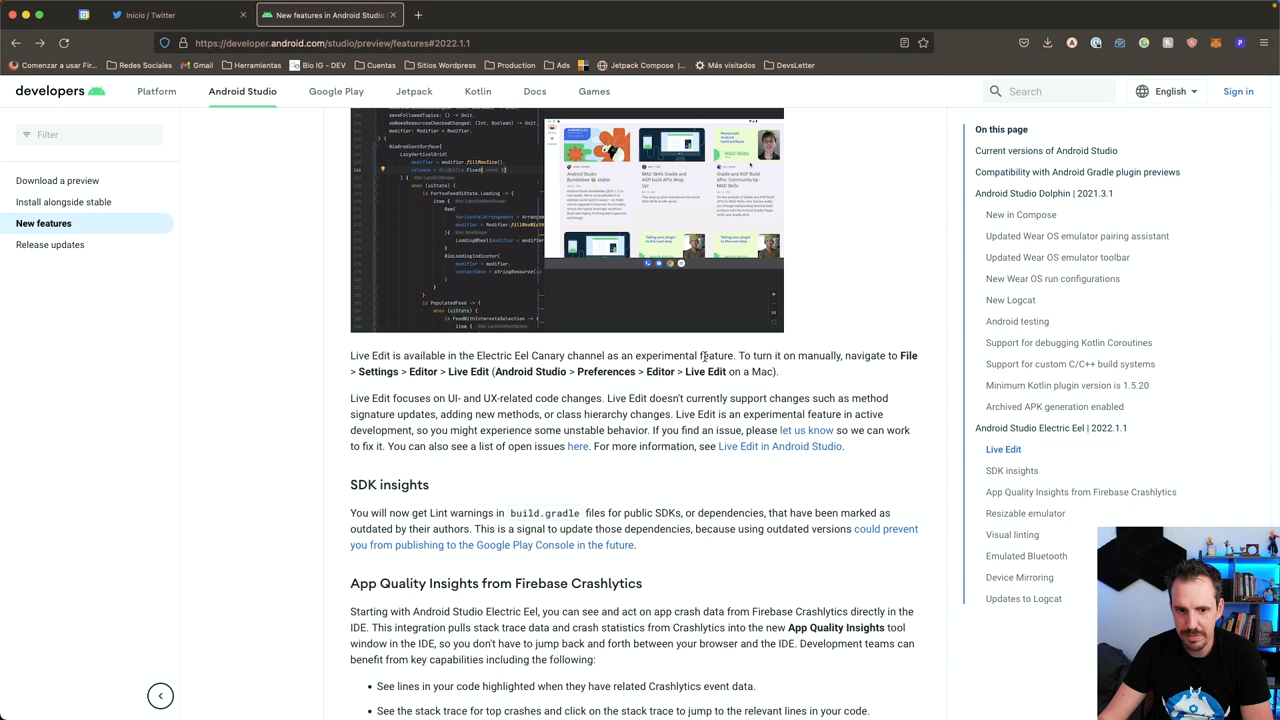 Inicio / Twitter
New features in Android Studio
https://developer.android.com/studio/preview/features#2022.1.1
Comenzar a usar Fir...
Redes Sociales
Gmail
Herramientas
Bio IG - DEV
Cuentas
Sitios Wordpress
Production
Ads
Jetpack Compose |...
Más visitados
DevsLetter
developers
Platform
Android Studio
Google Play
Jetpack
Kotlin
Docs
Games
Search
English
Sign in
Filter
ad a preview
tall alongside stable
ew features
release updates
Live Edit is available in the Electric Eel Canary channel as an experimental feature. To turn it on manually, navigate to File
> Settings > Editor > Live Edit (Android Studio > Preferences > Editor > Live Edit on a Mac).
Live Edit focuses on UI- and UX-related code changes. Live Edit doesn't currently support changes such as method
signature updates, adding new methods, or class hierarchy changes. Live Edit is an experimental feature in active
development, so you might experience some unstable behavior. If you find an issue, please let us know so we can work
to fix it. You can also see a list of open issues here. For more information, see Live Edit in Android Studio.
SDK insights
You will now get Lint warnings in build.gradle files for public SDKs, or dependencies, that have been marked as
outdated by their authors. This is a signal to update those dependencies, because using outdated versions could prevent
you from publishing to the Google Play Console in the future.
App Quality Insights from Firebase Crashlytics
Starting with Android Studio Electric Eel, you can see and act on app crash data from Firebase Crashlytics directly in the
IDE. This integration pulls stack trace data and crash statistics from Crashlytics into the new App Quality Insights tool
window in the IDE, so you don't have to jump back and forth between your browser and the IDE. Development teams can
benefit from key capabilities including the following:
• See lines in your code highlighted when they have related Crashlytics event data.
• See the stack trace for top crashes and click on the stack trace to jump to the relevant lines in your code.
On this page
Current versions of Android Studio
Compatibility with Android Gradle plugin previews
Android Studio Dolphin | 2021.3.1
New in Compose
Updated Wear OS emulator pairing assistant
Updated Wear OS emulator toolbar
New Wear OS run configurations
New Logcat
Android testing
Support for debugging Kotlin Coroutines
Support for custom C/C++ build systems
Minimum Kotlin plugin version is 1.5.20
Archived APK generation enabled
Android Studio Electric Eel | 2022.1.1
Live Edit
SDK insights
App Quality Insights from Firebase Crashlytics
Resizable emulator
Visual linting
Emulated Bluetooth
Device Mirroring
Updates to Logcat